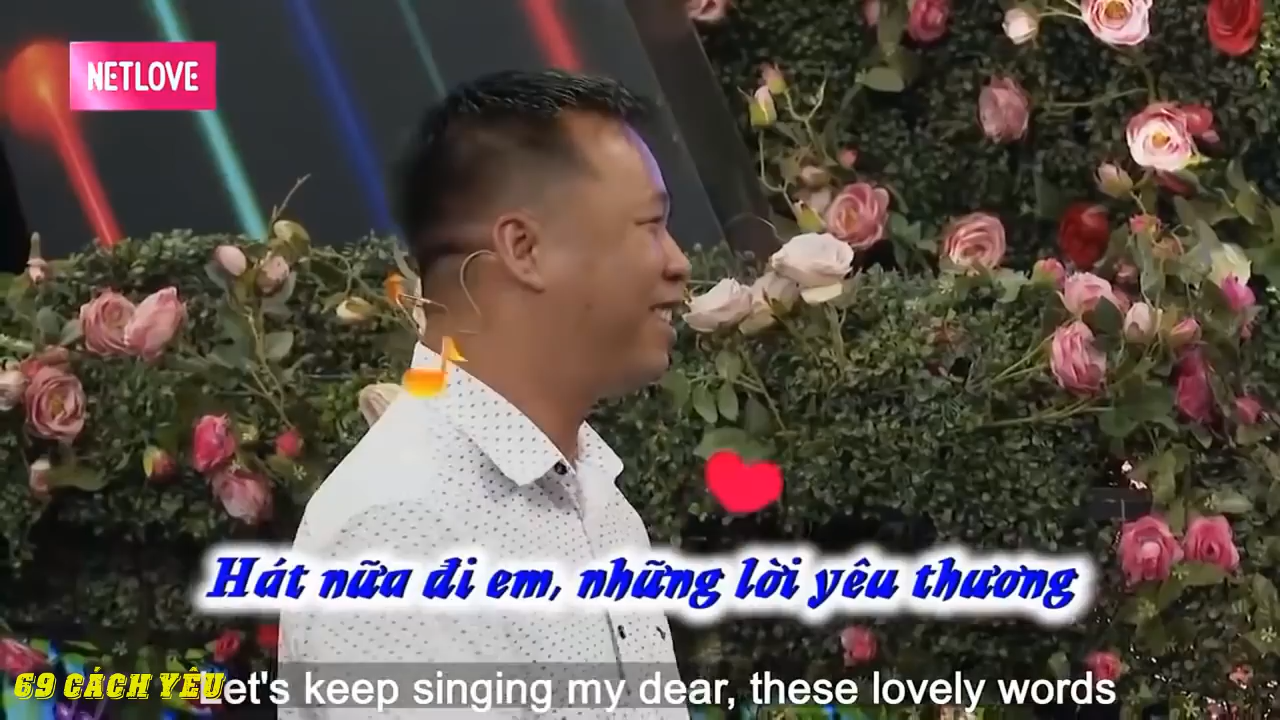 NETLOVE
Hát nữa đi em, những lời yêu thương
69 CÁCH YÊU
Let's keep singing my dear, these lovely words